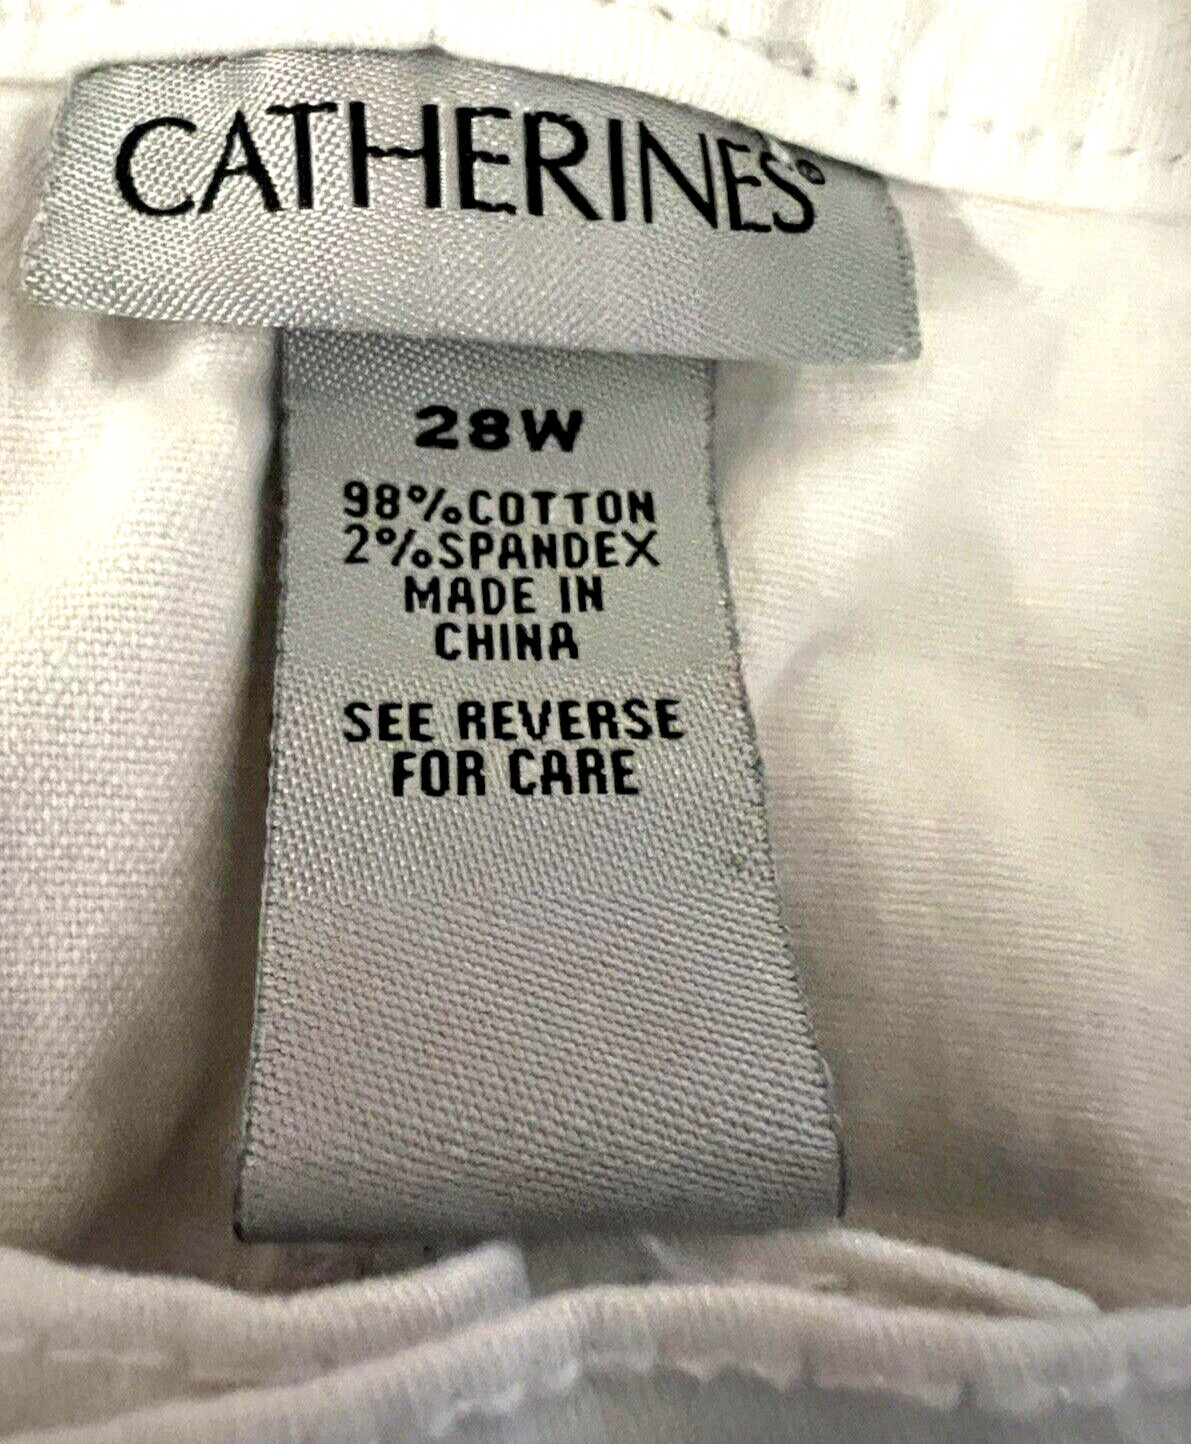 CATHERINES®
28W
98%COTTON
2%SPANDEX
MADE IN
CHINA
SEE REVERSE
FOR CARE